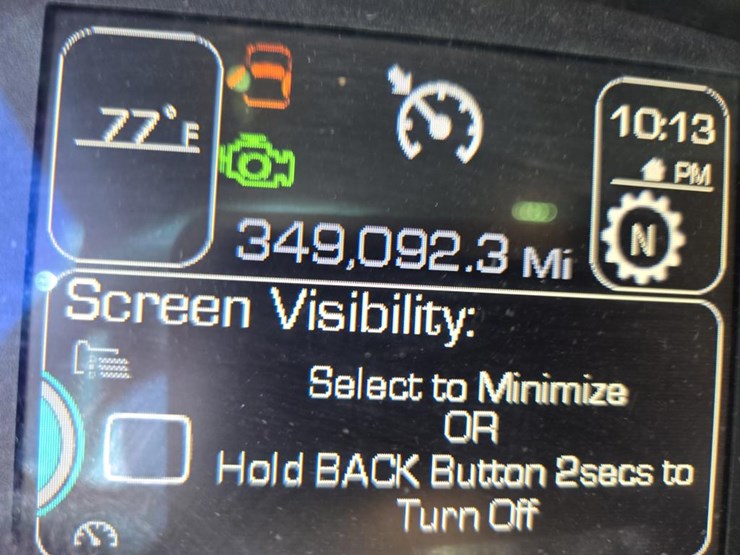 77°F
10:13
PM
349,092.3 Mi
N
Screen Visibility:
Select to Minimize
OR
Hold BACK Button 2secs to
Turn Off